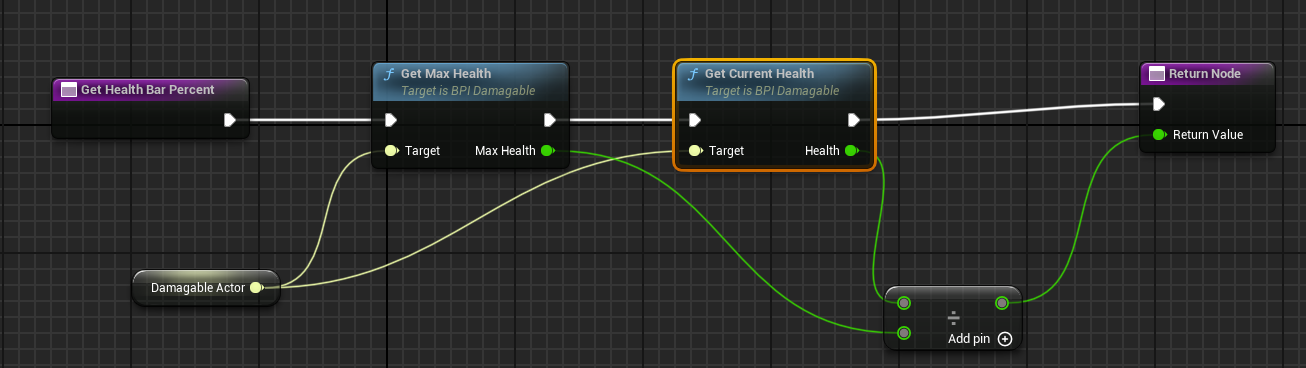 Get Health Bar Percent
Get Max Health
Target is BPI Damagable
Target
Max Health
Get Current Health
Target is BPI Damagable
Target
Health
Return Node
Return Value
Damagable Actor
÷
Add pin